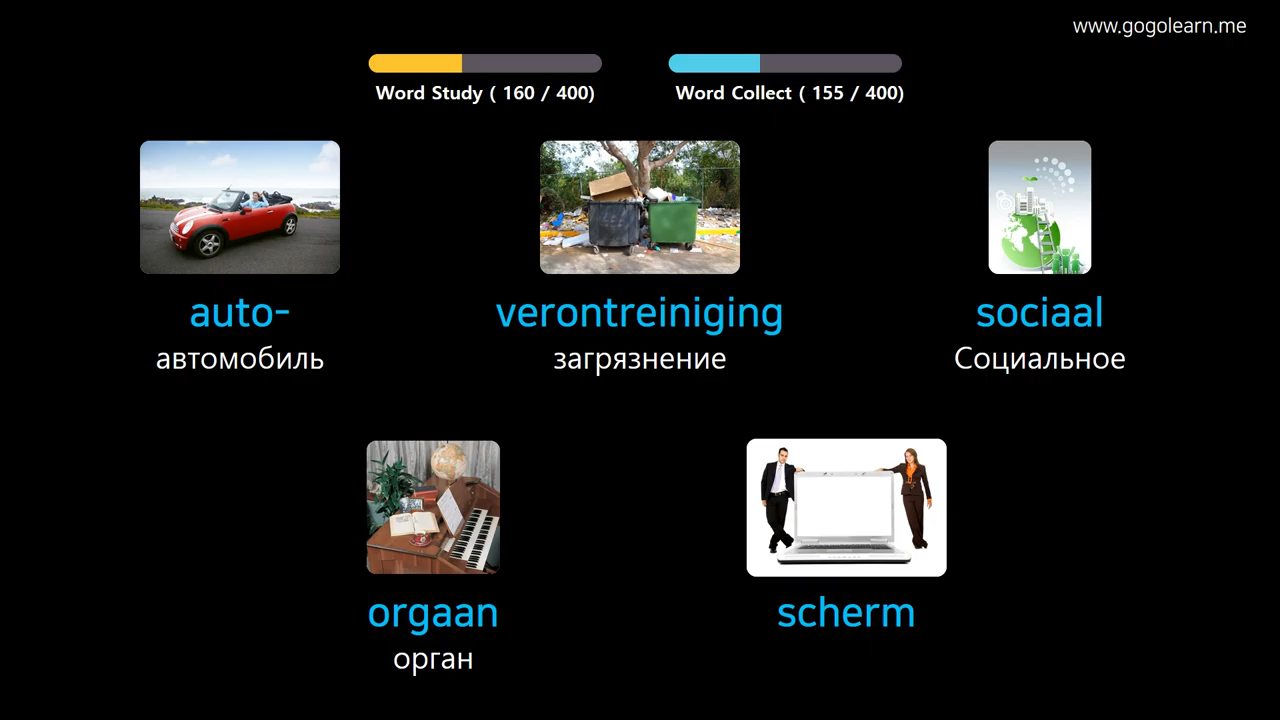 www.gogolearn.me
Word Study ( 160 / 400)
Word Collect ( 155 / 400)
auto-
автомобиль
verontreiniging
загрязнение
sociaal
Социальное
orgaan
орган
scherm